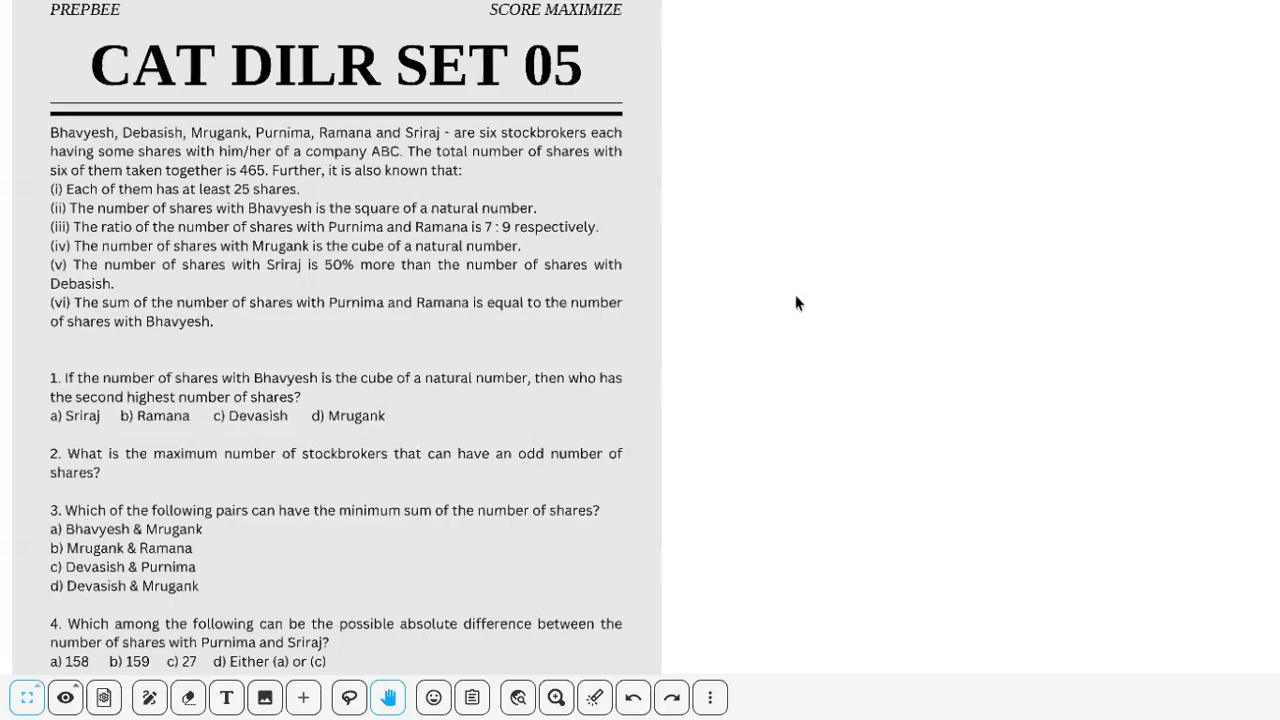 PREPBEE SCORE MAXIMIZE
CAT DILR SET 05
Bhavyesh, Debasish, Mrugank, Purnima, Ramana and Sriraj - are six stockbrokers each
having some shares with him/her of a company ABC. The total number of shares with
six of them taken together is 465. Further, it is also known that:
(i) Each of them has at least 25 shares.
(ii) The number of shares with Bhavyesh is the square of a natural number.
(iii) The ratio of the number of shares with Purnima and Ramana is 7 : 9 respectively.
(iv) The number of shares with Mrugank is the cube of a natural number.
(v) The number of shares with Sriraj is 50% more than the number of shares with
Debasish.
(vi) The sum of the number of shares with Purnima and Ramana is equal to the number
of shares with Bhavyesh.
1. If the number of shares with Bhavyesh is the cube of a natural number, then who has
the second highest number of shares?
a) Sriraj b) Ramana c) Devasish d) Mrugank
2. What is the maximum number of stockbrokers that can have an odd number of
shares?
3. Which of the following pairs can have the minimum sum of the number of shares?
a) Bhavyesh & Mrugank
b) Mrugank & Ramana
c) Devasish & Purnima
d) Devasish & Mrugank
4. Which among the following can be the possible absolute difference between the
number of shares with Purnima and Sriraj?
a) 158 b) 159 c) 27 d) Either (a) or (c)